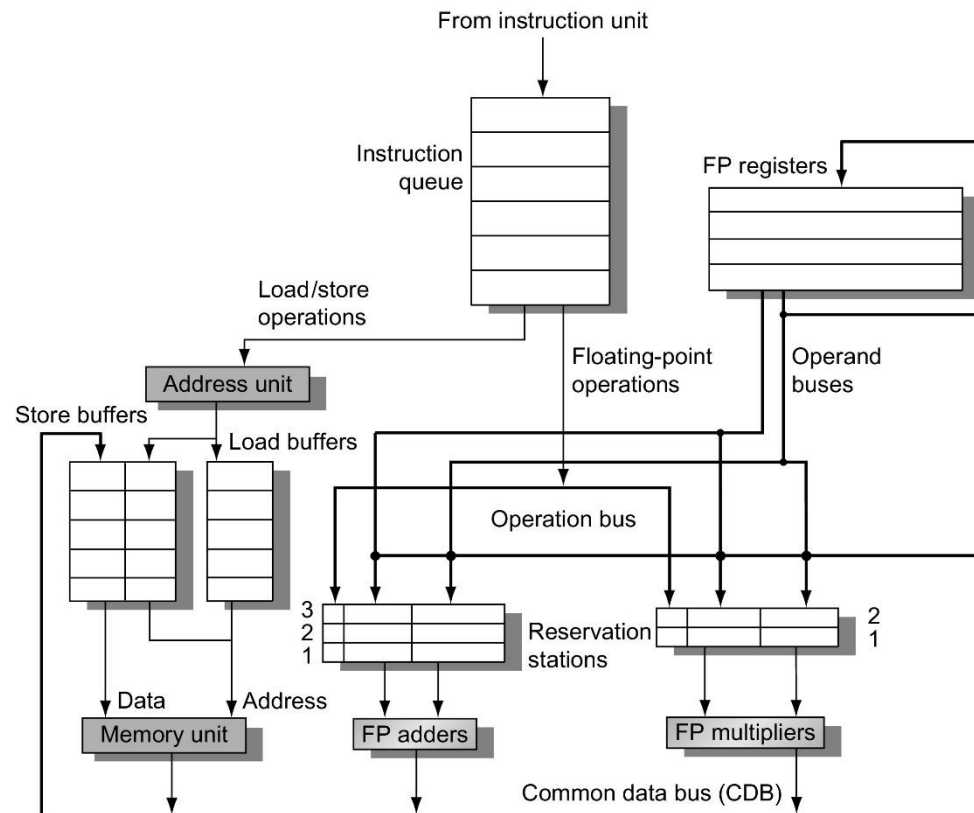 From instruction unit
Instruction
queue
FP registers
Load/store
operations
Floating-point
operations
Operand
buses
Address unit
Store buffers
Load buffers
Operation bus
3
2
1
Reservation
stations
2
1
Data
Address
Memory unit
FP adders
FP multipliers
Common data bus (CDB)